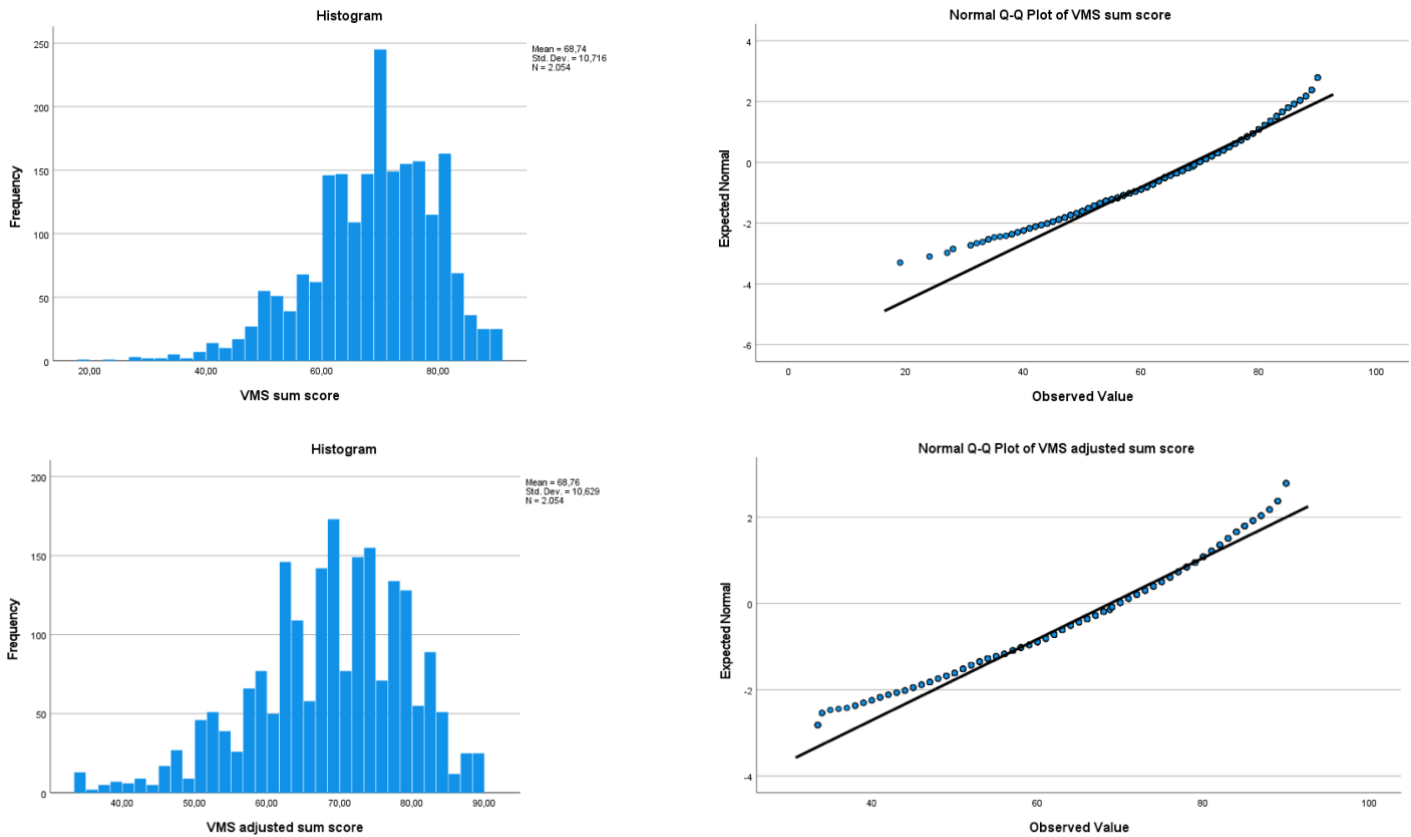 Histogram
250
200
150
100
50
0
20,00 40,00 60,00 80,00
Frequency
VMS sum score
Mean = 68,74
Std. Dev. = 10,716
N = 2.054
Normal Q-Q Plot of VMS sum score
4
2
0
-2
-4
-6
0 20 40 60 80 100
Expected Normal
Observed Value
Histogram
200
150
100
50
0
40,00 50,00 60,00 70,00 80,00 90,00
Frequency
VMS adjusted sum score
Mean = 68,76
Std. Dev. = 10,629
N = 2.054
Normal Q-Q Plot of VMS adjusted sum score
2
0
-2
-4
40 60 80 100
Expected Normal
Observed Value